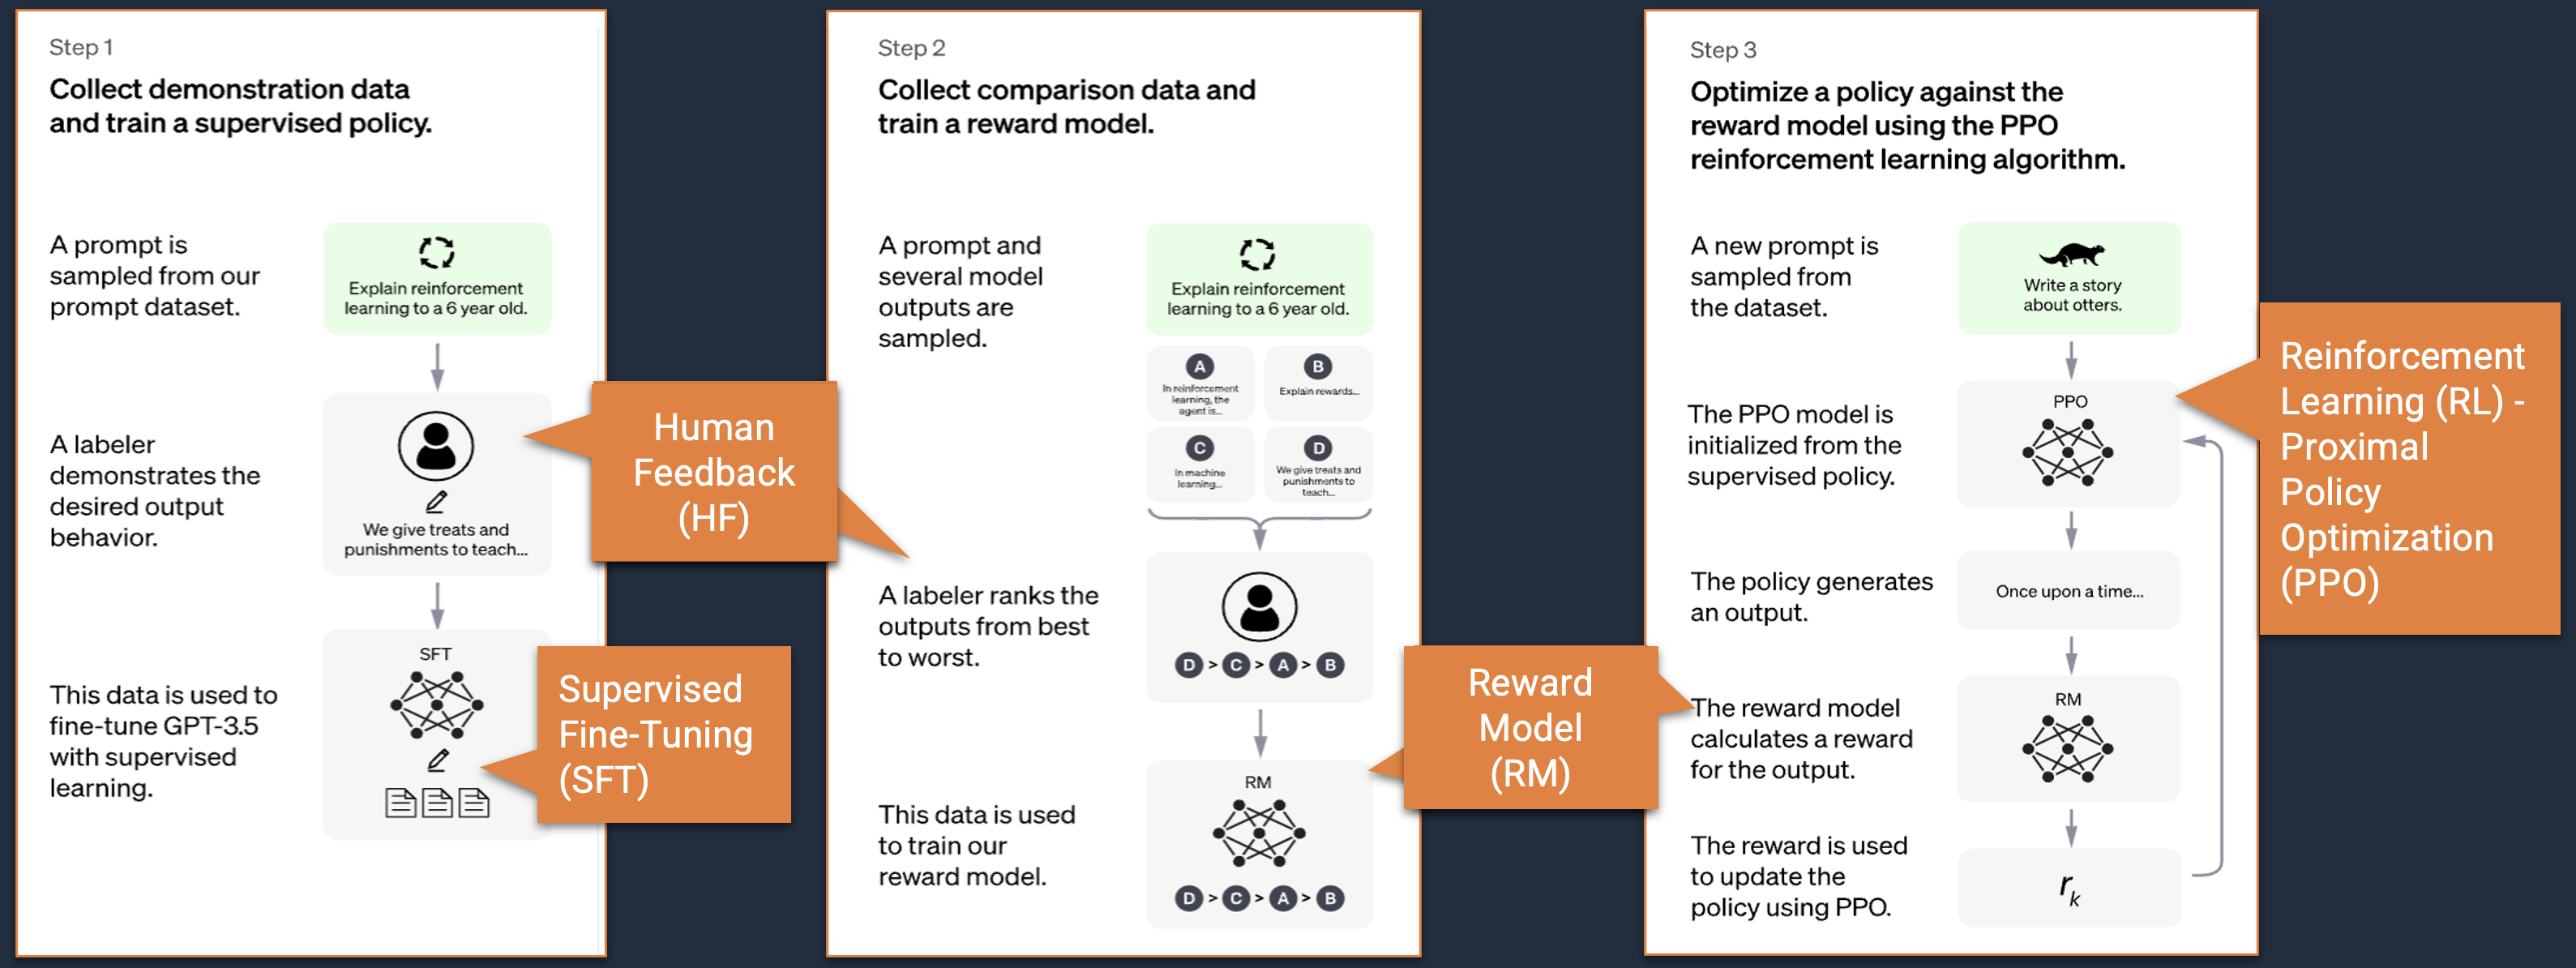 Step 1
Collect demonstration data
and train a supervised policy.
A prompt is
sampled from our
prompt dataset.
Explain reinforcement
learning to a 6 year old.
A labeler
demonstrates the
desired output
behavior.
We give treats and
punishments to teach...
Human
Feedback
(HF)
This data is used to
fine-tune GPT-3.5
with supervised
learning.
SFT
Supervised
Fine-Tuning
(SFT)
Step 2
Collect comparison data and
train a reward model.
A prompt and
several model
outputs are
sampled.
Explain reinforcement
learning to a 6 year old.
A
In reinforcement
learning, the
agent is...
B
Explain rewards...
C
In machine
learning...
D
We give treats and
punishments to
teach...
A labeler ranks the
outputs from best
to worst.
D > C > A > B
This data is used
to train our
reward model.
RM
D > C > A > B
Reward
Model
(RM)
Step 3
Optimize a policy against the
reward model using the PPO
reinforcement learning algorithm.
A new prompt is
sampled from
the dataset.
Write a story
about otters.
The PPO model is
initialized from the
supervised policy.
PPO
Reinforcement
Learning (RL) -
Proximal
Policy
Optimization
(PPO)
The policy generates
an output.
Once upon a time...
The reward model
calculates a reward
for the output.
RM
The reward is used
to update the
policy using PPO.
rk